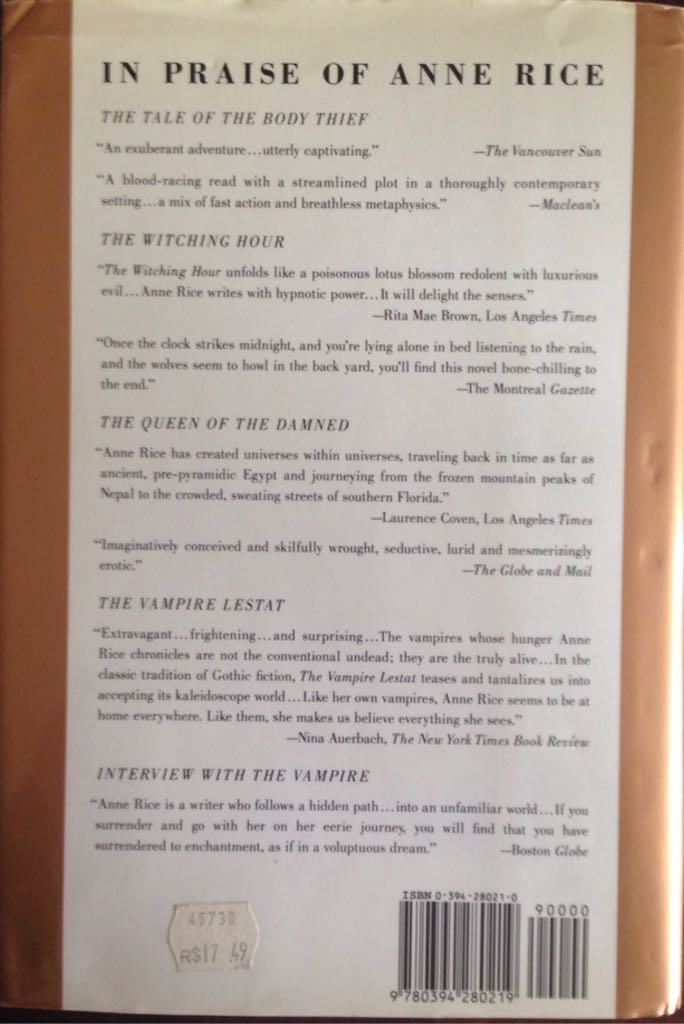 IN PRAISE OF ANNE RICE
THE TALE OF THE BODY THIEF
“An exuberant adventure...utterly captivating.” —The Vancouver Sun
“A blood-racing read with a streamlined plot in a thoroughly contemporary
setting...a mix of fast action and breathless metaphysics.” —Maclean's
THE WITCHING HOUR
“The Witching Hour unfolds like a poisonous lotus blossom redolent with luxurious
evil...Anne Rice writes with hypnotic power...It will delight the senses.”
—Rita Mae Brown, Los Angeles Times
“Once the clock strikes midnight, and you're lying alone in bed listening to the rain,
and the wolves seem to howl in the back yard, you'll find this novel bone-chilling to
the end.” —The Montreal Gazette
THE QUEEN OF THE DAMNED
“Anne Rice has created universes within universes, traveling back in time as far as
ancient, pre-pyramidic Egypt and journeying from the frozen mountain peaks of
Nepal to the crowded, sweating streets of southern Florida.”
—Laurence Coven, Los Angeles Times
“Imaginatively conceived and skilfully wrought, seductive, lurid and mesmerizingly
erotic.” —The Globe and Mail
THE VAMPIRE LESTAT
“Extravagant...frightening...and surprising...The vampires whose hunger Anne
Rice chronicles are not the conventional undead; they are the truly alive...In the
classic tradition of Gothic fiction, The Vampire Lestat teases and tantalizes us into
accepting its kaleidoscope world...Like her own vampires, Anne Rice seems to be at
home everywhere. Like them, she makes us believe everything she sees.”
—Nina Auerbach, The New York Times Book Review
INTERVIEW WITH THE VAMPIRE
“Anne Rice is a writer who follows a hidden path...into an unfamiliar world...If you
surrender and go with her on her eerie journey, you will find that you have
surrendered to enchantment, as if in a voluptuous dream.” —Boston Globe
ISBN 0-394-28021-0
90000
45730
R$17.49
9 780394 280219